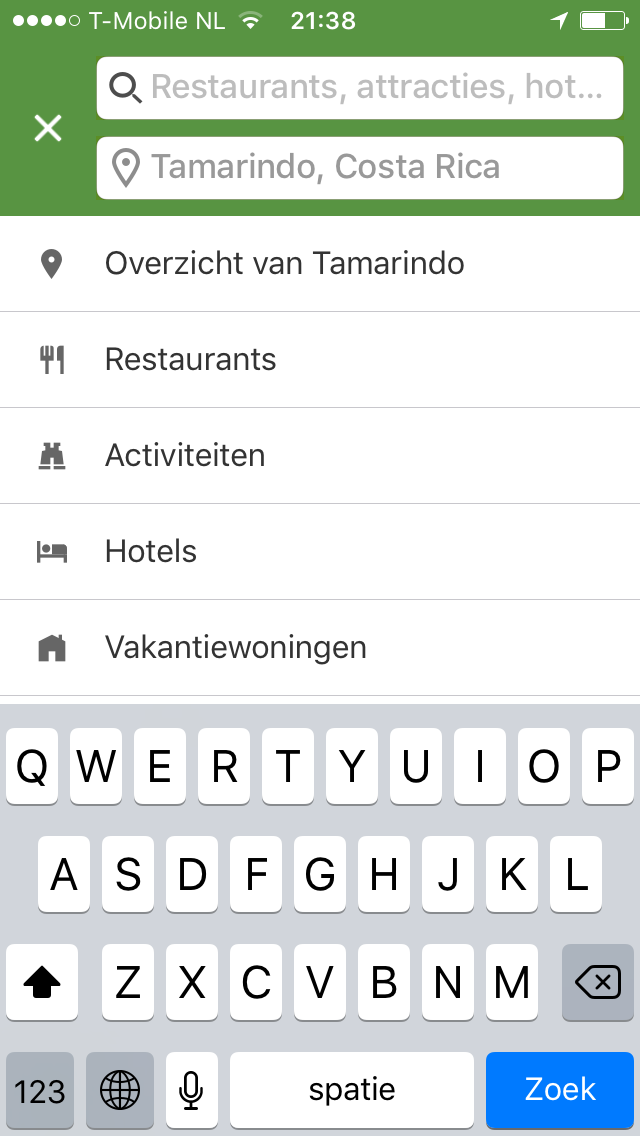 T-Mobile NL 21:38
Restaurants, attracties, hot...
Tamarindo, Costa Rica
Overzicht van Tamarindo
Restaurants
Activiteiten
Hotels
Vakantiewoningen
Q W E R T Y U I O P
A S D F G H J K L
Z X C V B N M
123 spatie Zoek